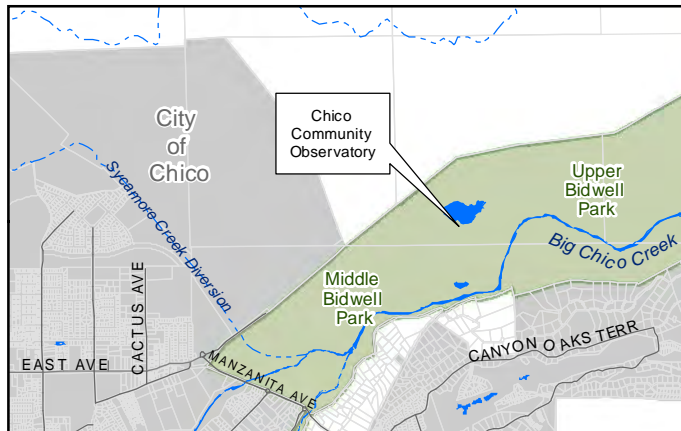 City
of
Chico
Chico
Community
Observatory
Upper
Bidwell
Park
Sycamore Creek Diversion
Big Chico Creek
Middle
Bidwell
Park
CACTUS AVE
EAST AVE
MANZANITA AVE
CANYON OAKS TERR